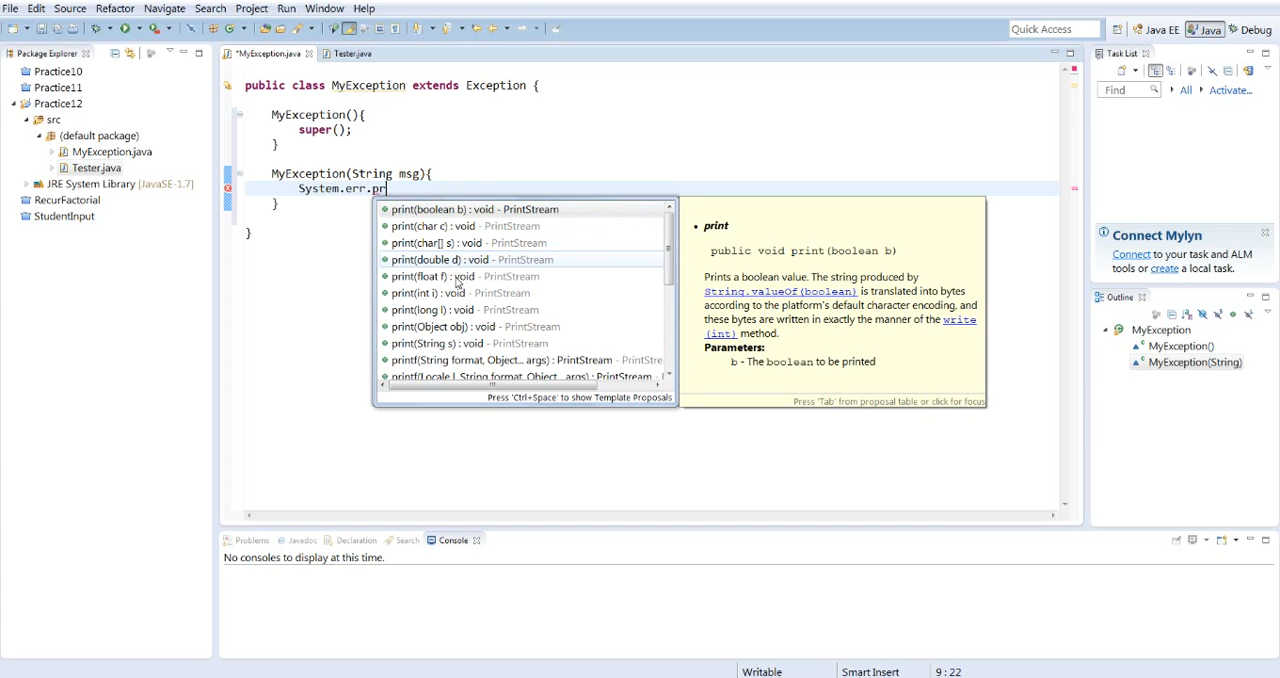 File Edit Source Refactor Navigate Search Project Run Window Help
Quick Access
Java EE
Java
Debug
Package Explorer
*MyException.java
Tester.java
Task List
Practice10
Practice11
Practice12
src
(default package)
MyException.java
Tester.java
JRE System Library [JavaSE-1.7]
RecurFactorial
StudentInput
public class MyException extends Exception {
MyException(){
super();
}
MyException(String msg){
System.err.pr
}
}
print(boolean b) : void - PrintStream
print(char c) : void - PrintStream
print(char[] s) : void - PrintStream
print(double d) : void - PrintStream
print(float f) : void - PrintStream
print(int i) : void - PrintStream
print(long l) : void - PrintStream
print(Object obj) : void - PrintStream
print(String s) : void - PrintStream
printf(String format, Object... args) : PrintStream - PrintStre
printf(Locale l, String format, Object... args) : PrintStream -
Press 'Ctrl+Space' to show Template Proposals
print
public void print(boolean b)
Prints a boolean value. The string produced by
String.valueOf(boolean) is translated into bytes
according to the platform's default character encoding, and
these bytes are written in exactly the manner of the write
(int) method.
Parameters:
b - The boolean to be printed
Press 'Tab' from proposal table or click for focus
Find
All
Activate...
Connect Mylyn
Connect to your task and ALM
tools or create a local task.
Outline
MyException
MyException()
MyException(String)
Problems
Javadoc
Declaration
Search
Console
No consoles to display at this time.
Writable
Smart Insert
9 : 22